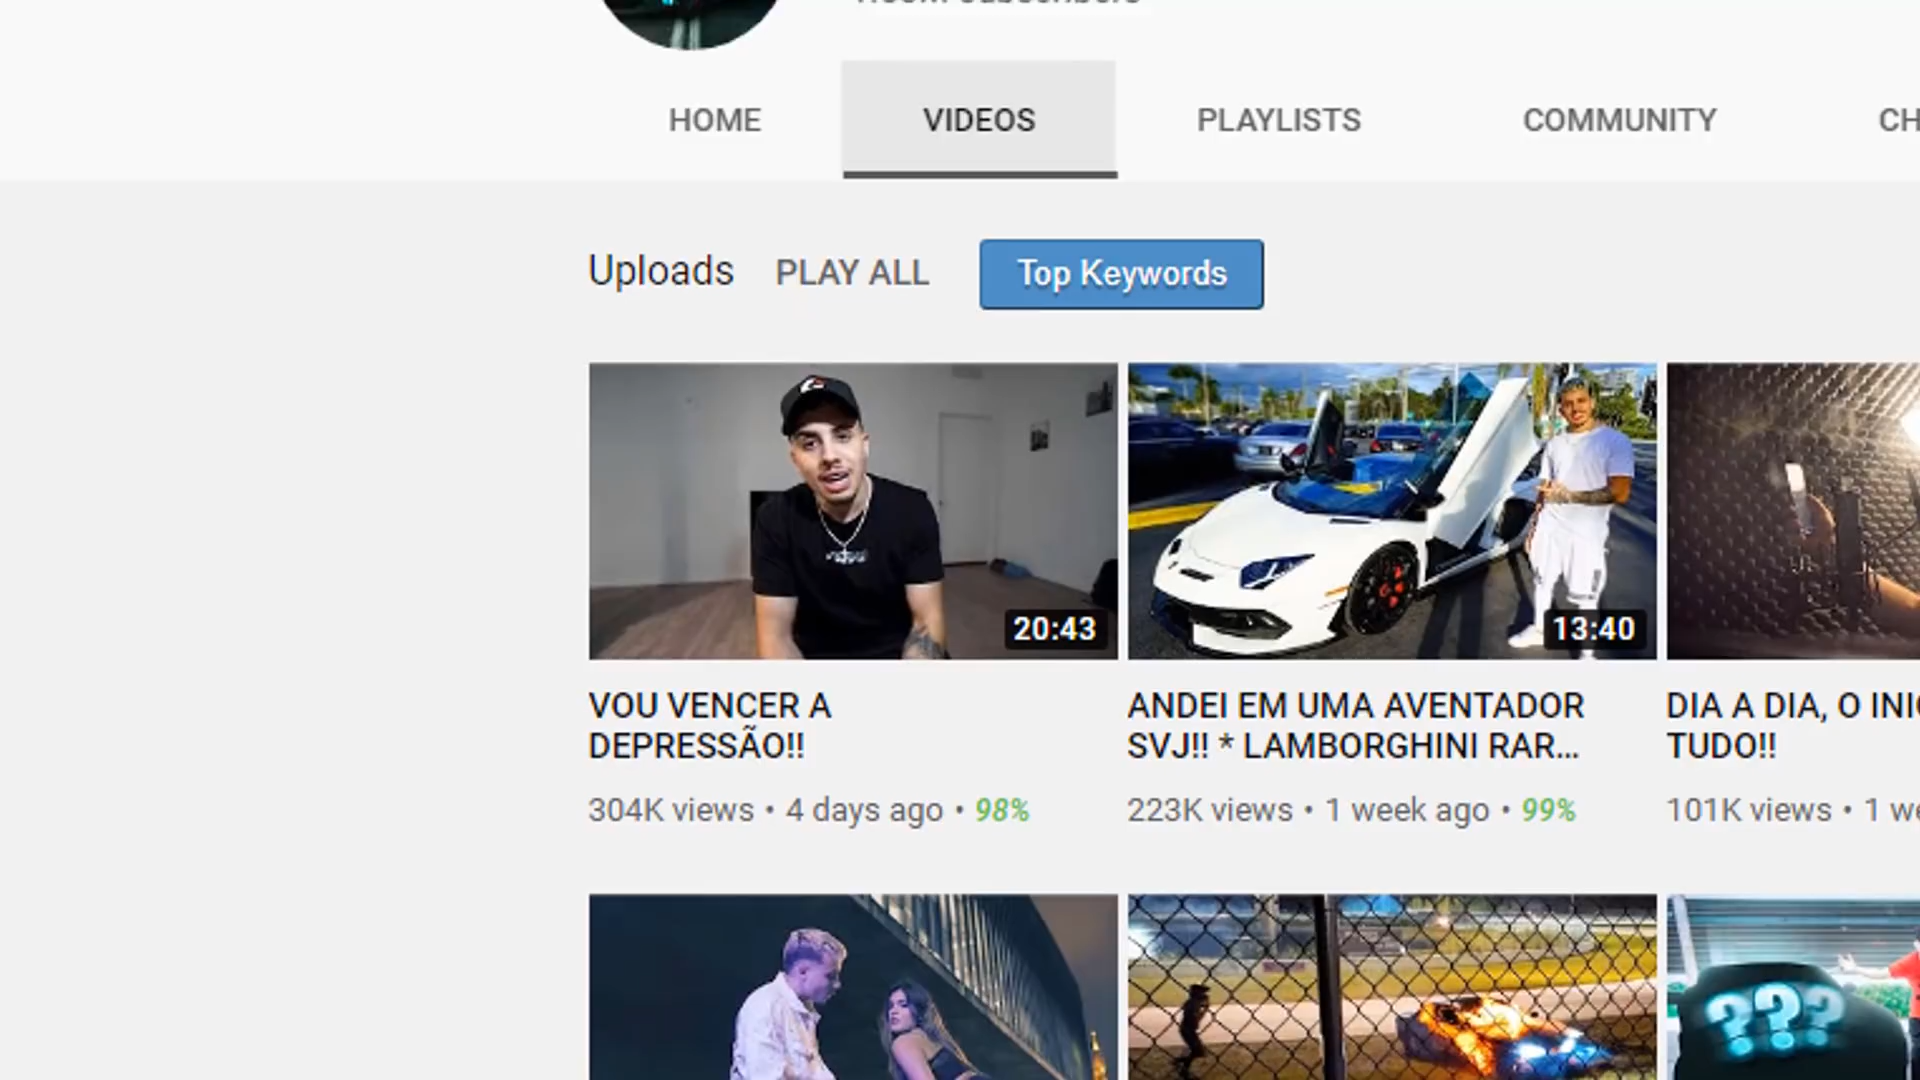 HOME VIDEOS PLAYLISTS COMMUNITY
Uploads PLAY ALL Top Keywords
20:43
13:40
VOU VENCER A
DEPRESSÃO!!
304K views • 4 days ago • 98%
ANDEI EM UMA AVENTADOR
SVJ!! * LAMBORGHINI RAR...
223K views • 1 week ago • 99%
DIA A DIA, O
TUDO!!
101K views • 1
???